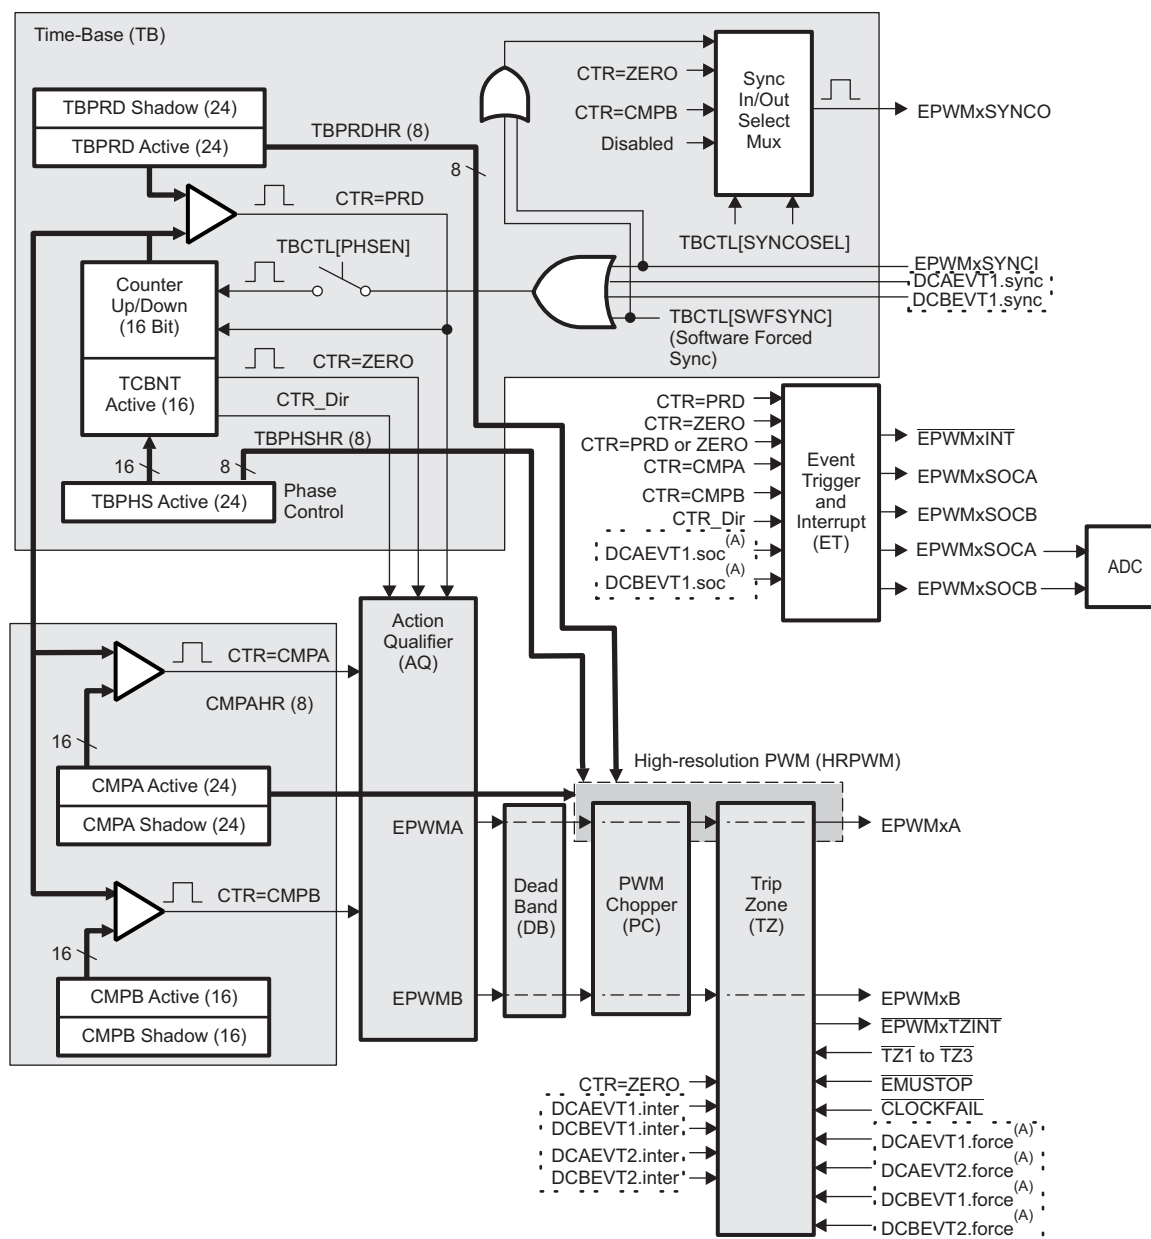 Time-Base (TB)
TBPRD Shadow (24)
TBPRD Active (24)
TBPRDHR (8)
8
CTR=PRD
TBCTL[PHSEN]
Counter
Up/Down
(16 Bit)
TCBNT
Active (16)
CTR=ZERO
CTR_Dir
TBPHSHR (8)
16
8
TBPHS Active (24)
Phase
Control
CTR=ZERO
CTR=CMPB
Disabled
Sync
In/Out
Select
Mux
EPWMxSYNCO
TBCTL[SYNCOSEL]
EPWMxSYNCI
DCAEVT1.sync
DCBEVT1.sync
TBCTL[SWFSYNC]
(Software Forced
Sync)
CTR=PRD
CTR=ZERO
CTR=PRD or ZERO
CTR=CMPA
CTR=CMPB
CTR_Dir
DCAEVT1.soc(A)
DCBEVT1.soc(A)
Event
Trigger
and
Interrupt
(ET)
EPWMxINT
EPWMxSOCA
EPWMxSOCB
EPWMxSOCA
EPWMxSOCB
ADC
Action
Qualifier
(AQ)
CTR=CMPA
CMPAHR (8)
16
CMPA Active (24)
CMPA Shadow (24)
CTR=CMPB
16
CMPB Active (16)
CMPB Shadow (16)
EPWMA
EPWMB
High-resolution PWM (HRPWM)
Dead
Band
(DB)
PWM
Chopper
(PC)
Trip
Zone
(TZ)
EPWMxA
EPWMxB
EPWMxTZINT
TZ1 to TZ3
EMUSTOP
CLOCKFAIL
DCAEVT1.force(A)
DCAEVT2.force(A)
DCBEVT1.force(A)
DCBEVT2.force(A)
CTR=ZERO
DCAEVT1.inter
DCBEVT1.inter
DCAEVT2.inter
DCBEVT2.inter